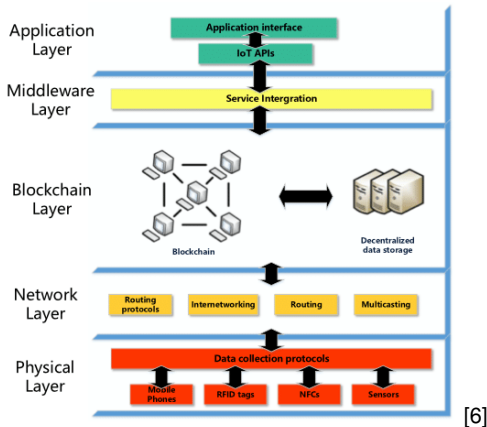 Application
Layer
Application interface
IoT APIs
Middleware
Layer
Service Intergration
Blockchain
Layer
Blockchain
Decentralized
data storage
Network
Layer
Routing
protocols
Internetworking
Routing
Multicasting
Physical
Layer
Data collection protocols
Mobile
Phones
RFID tags
NFCs
Sensors
[6]